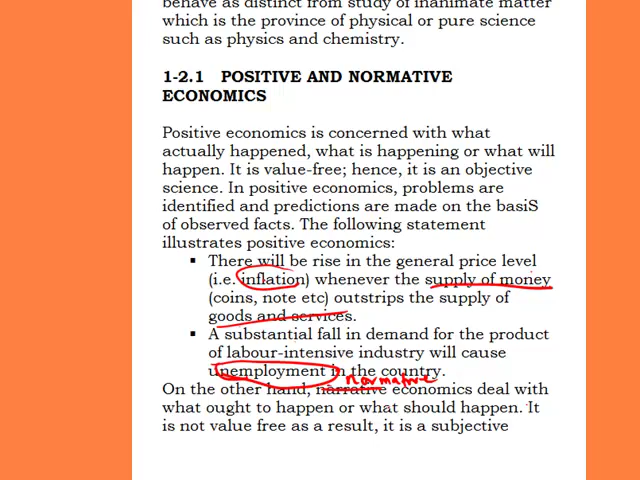 behave as distinct from study of inanimate matter
which is the province of physical or pure science
such as physics and chemistry.
1-2.1 POSITIVE AND NORMATIVE
ECONOMICS
Positive economics is concerned with what
actually happened, what is happening or what will
happen. It is value-free; hence, it is an objective
science. In positive economics, problems are
identified and predictions are made on the basiS
of observed facts. The following statement
illustrates positive economics:
▪ There will be rise in the general price level
(i.e. inflation) whenever the supply of money
(coins, note etc) outstrips the supply of
goods and services.
▪ A substantial fall in demand for the product
of labour-intensive industry will cause
unemployment in the country.
normative
On the other hand, narrative economics deal with
what ought to happen or what should happen. It
is not value free as a result, it is a subjective